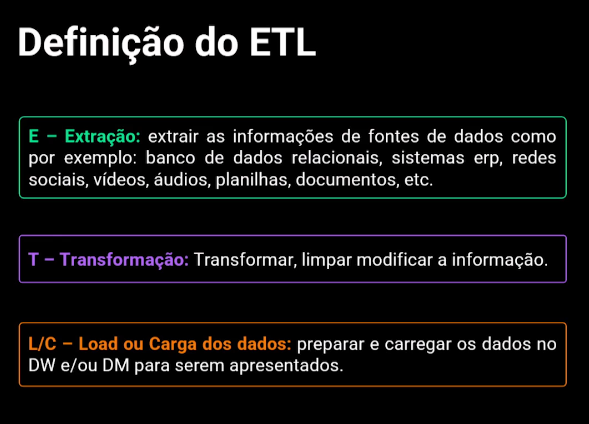 Definição do ETL
E – Extração: extrair as informações de fontes de dados como
por exemplo: banco de dados relacionais, sistemas erp, redes
sociais, vídeos, áudios, planilhas, documentos, etc.
T – Transformação: Transformar, limpar modificar a informação.
L/C – Load ou Carga dos dados: preparar e carregar os dados no
DW e/ou DM para serem apresentados.